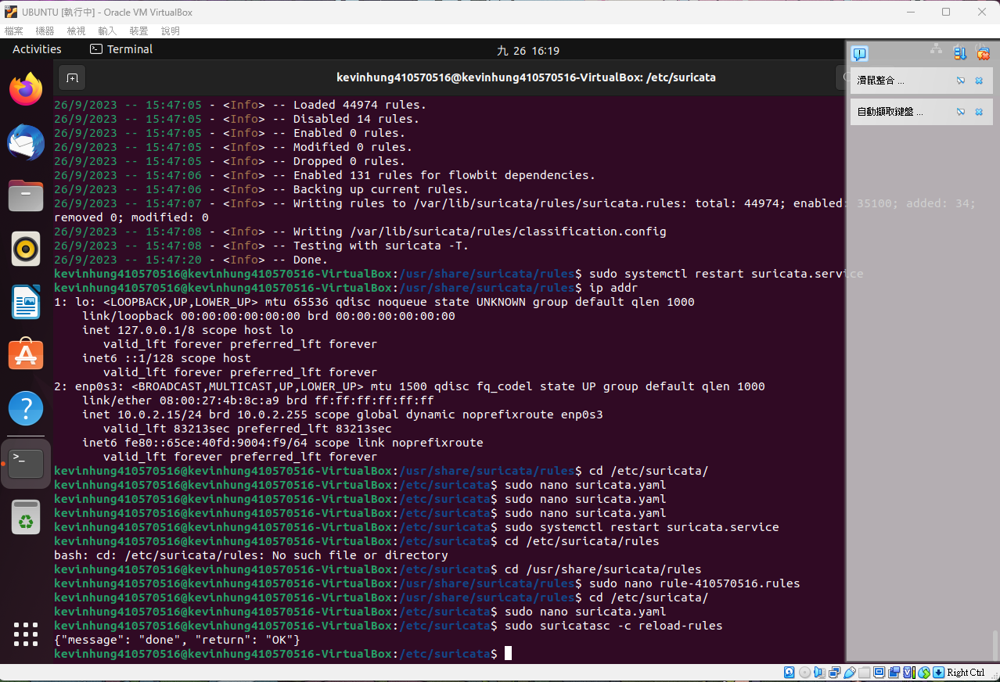 UBUNTU [執行中] - Oracle VM VirtualBox
檔案 機器 檢視 輸入 裝置 說明
Activities Terminal 九 26 16:19
kevinhung410570516@kevinhung410570516-VirtualBox: /etc/suricata
滑鼠整合 ...
自動擷取鍵盤 ...
26/9/2023 -- 15:47:05 - <Info> -- Loaded 44974 rules.
26/9/2023 -- 15:47:05 - <Info> -- Disabled 14 rules.
26/9/2023 -- 15:47:05 - <Info> -- Enabled 0 rules.
26/9/2023 -- 15:47:05 - <Info> -- Modified 0 rules.
26/9/2023 -- 15:47:05 - <Info> -- Dropped 0 rules.
26/9/2023 -- 15:47:06 - <Info> -- Enabled 131 rules for flowbit dependencies.
26/9/2023 -- 15:47:06 - <Info> -- Backing up current rules.
26/9/2023 -- 15:47:07 - <Info> -- Writing rules to /var/lib/suricata/rules/suricata.rules: total: 44974; enabled: 35100; added: 34;
removed 0; modified: 0
26/9/2023 -- 15:47:08 - <Info> -- Writing /var/lib/suricata/rules/classification.config
26/9/2023 -- 15:47:08 - <Info> -- Testing with suricata -T.
26/9/2023 -- 15:47:20 - <Info> -- Done.
kevinhung410570516@kevinhung410570516-VirtualBox:/usr/share/suricata/rules$ sudo systemctl restart suricata.service
kevinhung410570516@kevinhung410570516-VirtualBox:/usr/share/suricata/rules$ ip addr
1: lo: <LOOPBACK,UP,LOWER_UP> mtu 65536 qdisc noqueue state UNKNOWN group default qlen 1000
link/loopback 00:00:00:00:00:00 brd 00:00:00:00:00:00
inet 127.0.0.1/8 scope host lo
valid_lft forever preferred_lft forever
inet6 ::1/128 scope host
valid_lft forever preferred_lft forever
2: enp0s3: <BROADCAST,MULTICAST,UP,LOWER_UP> mtu 1500 qdisc fq_codel state UP group default qlen 1000
link/ether 08:00:27:4b:8c:a9 brd ff:ff:ff:ff:ff:ff
inet 10.0.2.15/24 brd 10.0.2.255 scope global dynamic noprefixroute enp0s3
valid_lft 83213sec preferred_lft 83213sec
inet6 fe80::65ce:40fd:9004:f9/64 scope link noprefixroute
valid_lft forever preferred_lft forever
kevinhung410570516@kevinhung410570516-VirtualBox:/usr/share/suricata/rules$ cd /etc/suricata/
kevinhung410570516@kevinhung410570516-VirtualBox:/etc/suricata$ sudo nano suricata.yaml
kevinhung410570516@kevinhung410570516-VirtualBox:/etc/suricata$ sudo nano suricata.yaml
kevinhung410570516@kevinhung410570516-VirtualBox:/etc/suricata$ sudo nano suricata.yaml
kevinhung410570516@kevinhung410570516-VirtualBox:/etc/suricata$ sudo systemctl restart suricata.service
kevinhung410570516@kevinhung410570516-VirtualBox:/etc/suricata$ cd /etc/suricata/rules
bash: cd: /etc/suricata/rules: No such file or directory
kevinhung410570516@kevinhung410570516-VirtualBox:/etc/suricata$ cd /usr/share/suricata/rules
kevinhung410570516@kevinhung410570516-VirtualBox:/usr/share/suricata/rules$ sudo nano rule-410570516.rules
kevinhung410570516@kevinhung410570516-VirtualBox:/usr/share/suricata/rules$ cd /etc/suricata/
kevinhung410570516@kevinhung410570516-VirtualBox:/etc/suricata$ sudo nano suricata.yaml
kevinhung410570516@kevinhung410570516-VirtualBox:/etc/suricata$ sudo suricatasc -c reload-rules
{"message": "done", "return": "OK"}
kevinhung410570516@kevinhung410570516-VirtualBox:/etc/suricata$
Right Ctrl